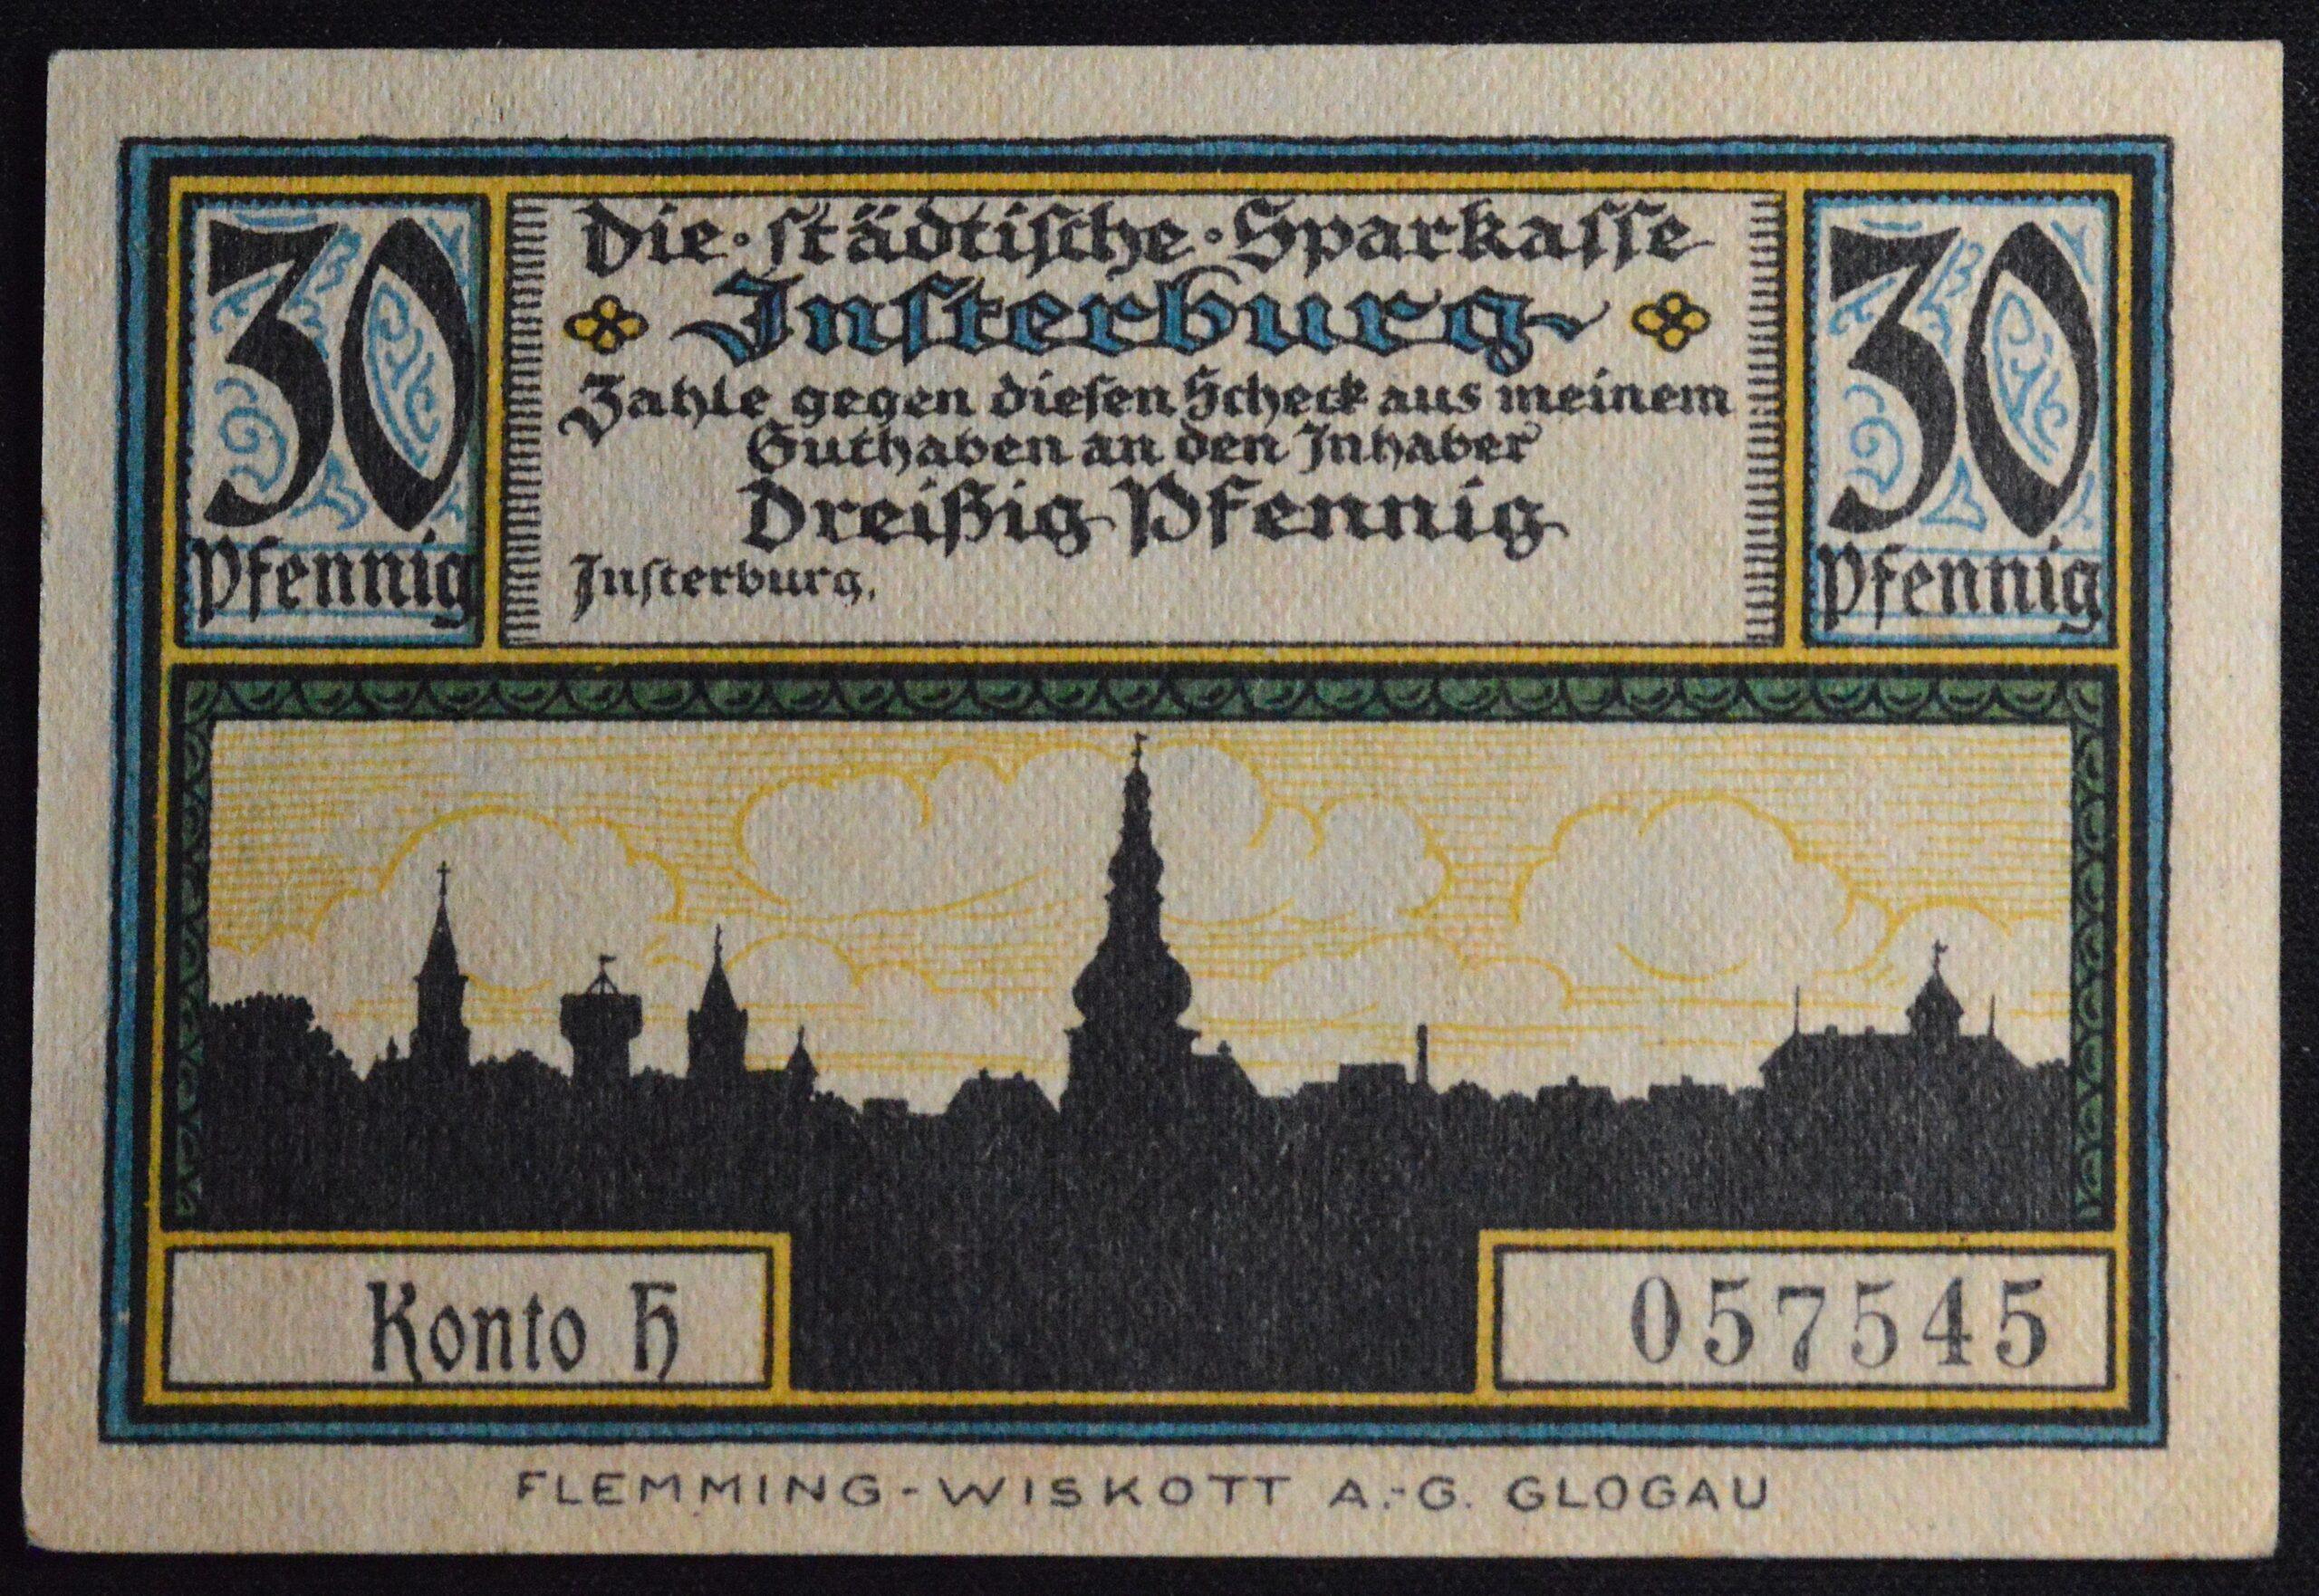 30
Pfennig
Die·städtische·Sparkasse
Insterburg
Zahle gegen diesen Scheck aus meinem
Guthaben an den Inhaber
Dreißig Pfennig
Insterburg,
30
Pfennig
Konto H
057545
FLEMMING-WISKOTT A.-G. GLOGAU